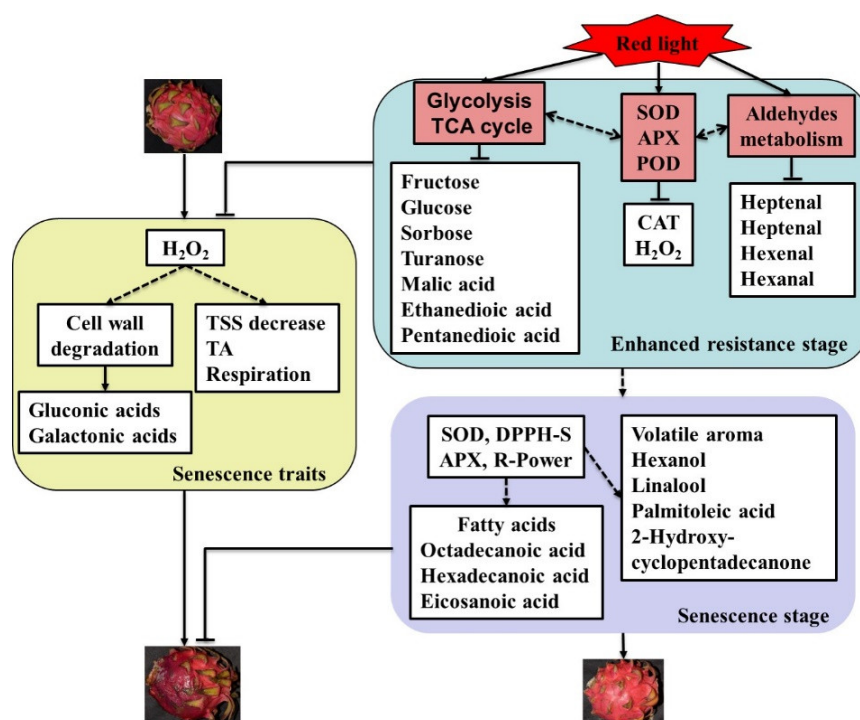 Red light
Glycolysis
TCA cycle
SOD
APX
POD
Aldehydes
metabolism
Fructose
Glucose
Sorbose
Turanose
Malic acid
Ethanedioic acid
Pentanedioic acid
CAT
H₂O₂
Heptenal
Heptenal
Hexenal
Hexanal
Enhanced resistance stage
H₂O₂
Cell wall
degradation
TSS decrease
TA
Respiration
Gluconic acids
Galactonic acids
Senescence traits
SOD, DPPH-S
APX, R-Power
Volatile aroma
Hexanol
Linalool
Palmitoleic acid
2-Hydroxy-
cyclopentadecanone
Fatty acids
Octadecanoic acid
Hexadecanoic acid
Eicosanoic acid
Senescence stage